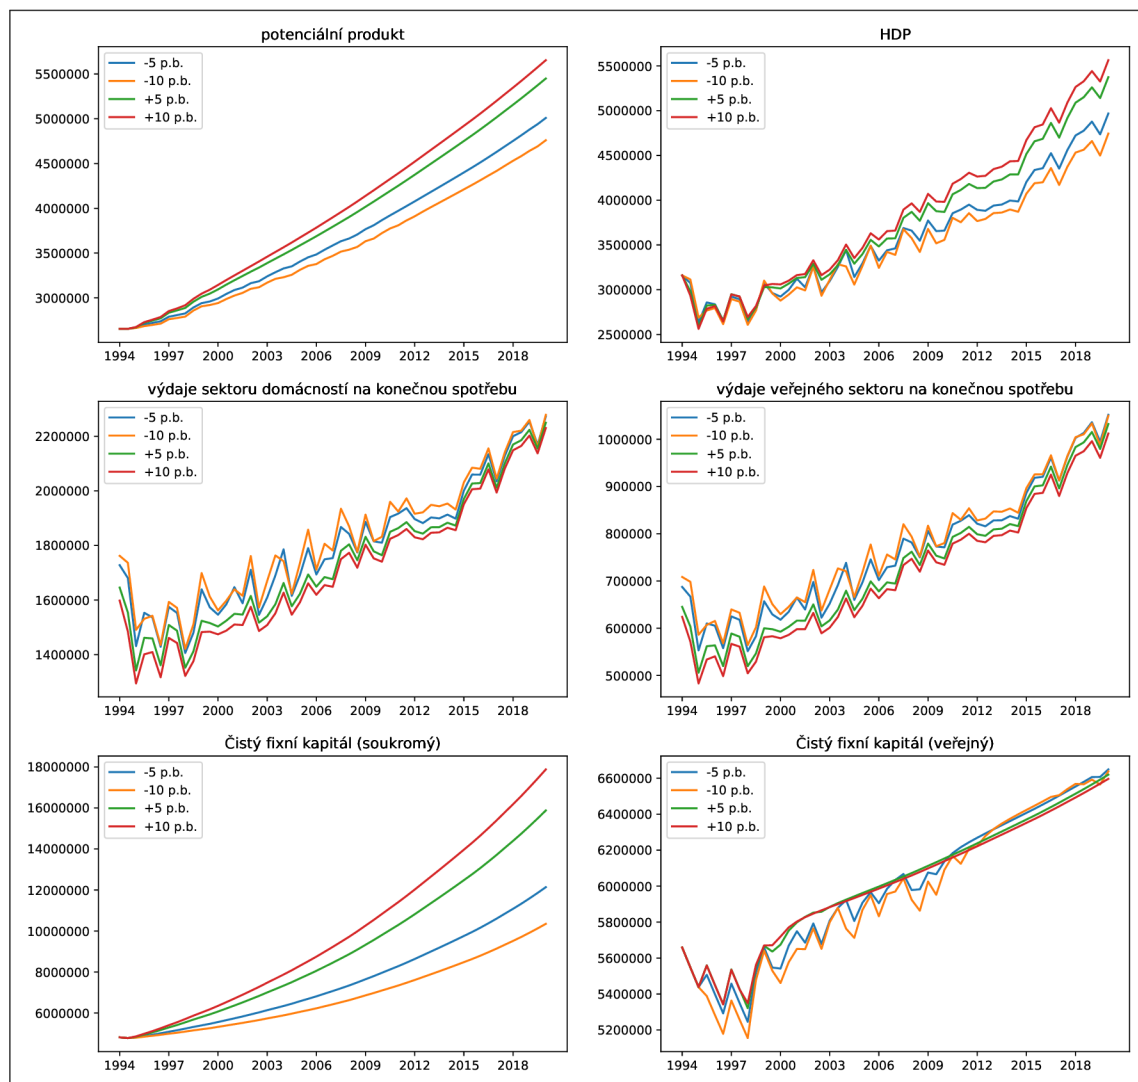 potenciální produkt
-5 p.b.
-10 p.b.
+5 p.b.
+10 p.b.
5500000
5000000
4500000
4000000
3500000
3000000
1994 1997 2000 2003 2006 2009 2012 2015 2018
HDP
-5 p.b.
-10 p.b.
+5 p.b.
+10 p.b.
5500000
5000000
4500000
4000000
3500000
3000000
2500000
1994 1997 2000 2003 2006 2009 2012 2015 2018
výdaje sektoru domácností na konečnou spotřebu
-5 p.b.
-10 p.b.
+5 p.b.
+10 p.b.
2200000
2000000
1800000
1600000
1400000
1994 1997 2000 2003 2006 2009 2012 2015 2018
výdaje veřejného sektoru na konečnou spotřebu
-5 p.b.
-10 p.b.
+5 p.b.
+10 p.b.
1000000
900000
800000
700000
600000
500000
1994 1997 2000 2003 2006 2009 2012 2015 2018
Čistý fixní kapitál (soukromý)
-5 p.b.
-10 p.b.
+5 p.b.
+10 p.b.
18000000
16000000
14000000
12000000
10000000
8000000
6000000
1994 1997 2000 2003 2006 2009 2012 2015 2018
Čistý fixní kapitál (veřejný)
-5 p.b.
-10 p.b.
+5 p.b.
+10 p.b.
6600000
6400000
6200000
6000000
5800000
5600000
5400000
5200000
1994 1997 2000 2003 2006 2009 2012 2015 2018